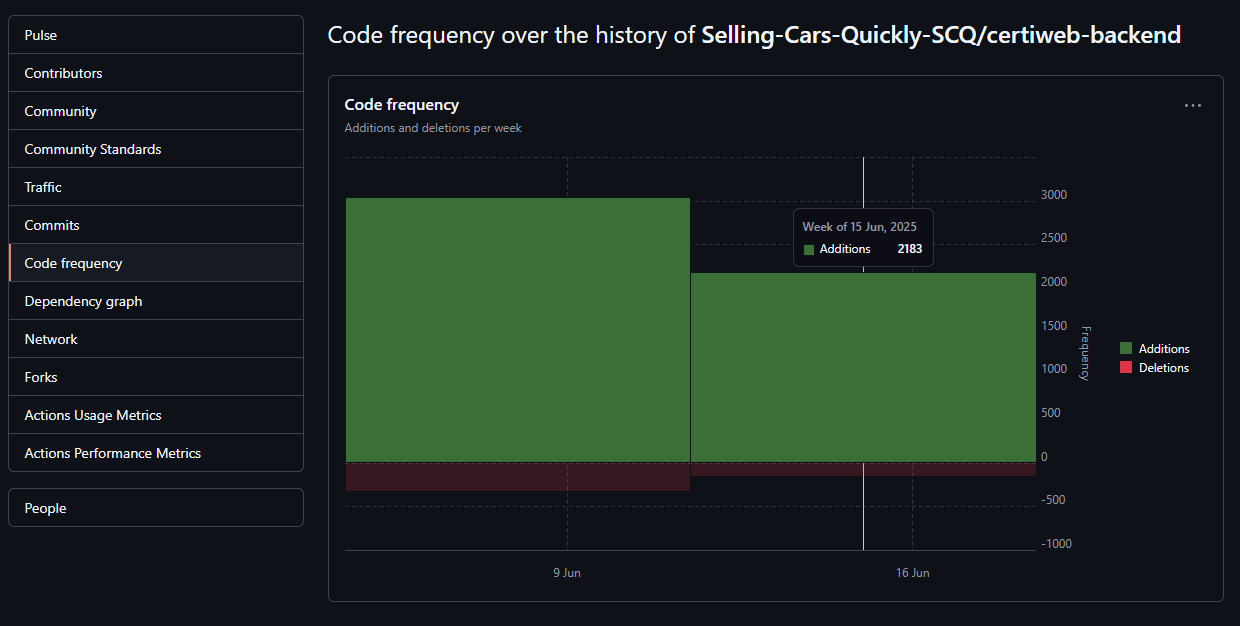 Pulse
Contributors
Community
Community Standards
Traffic
Commits
Code frequency
Dependency graph
Network
Forks
Actions Usage Metrics
Actions Performance Metrics
People
Code frequency over the history of Selling-Cars-Quickly-SCQ/certiweb-backend
Code frequency
Additions and deletions per week
...
3000
2500
2000
1500
1000
500
0
-500
-1000
Frequency
Week of 15 Jun, 2025
Additions 2183
9 Jun
16 Jun
Additions
Deletions